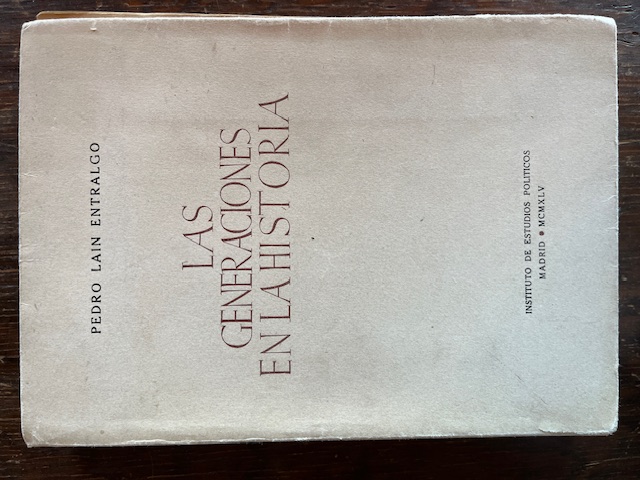 PEDRO LAIN ENTRALGO
LAS
GENERACIONES
EN LA HISTORIA
INSTITUTO DE ESTUDIOS POLITICOS
MADRID • MCMXLV